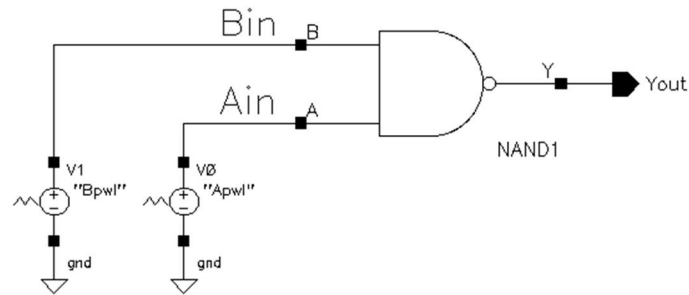 Bin
B
Ain
A
Y
Yout
NAND1
V1
"Bpwl"
VØ
"Apwl"
gnd
gnd